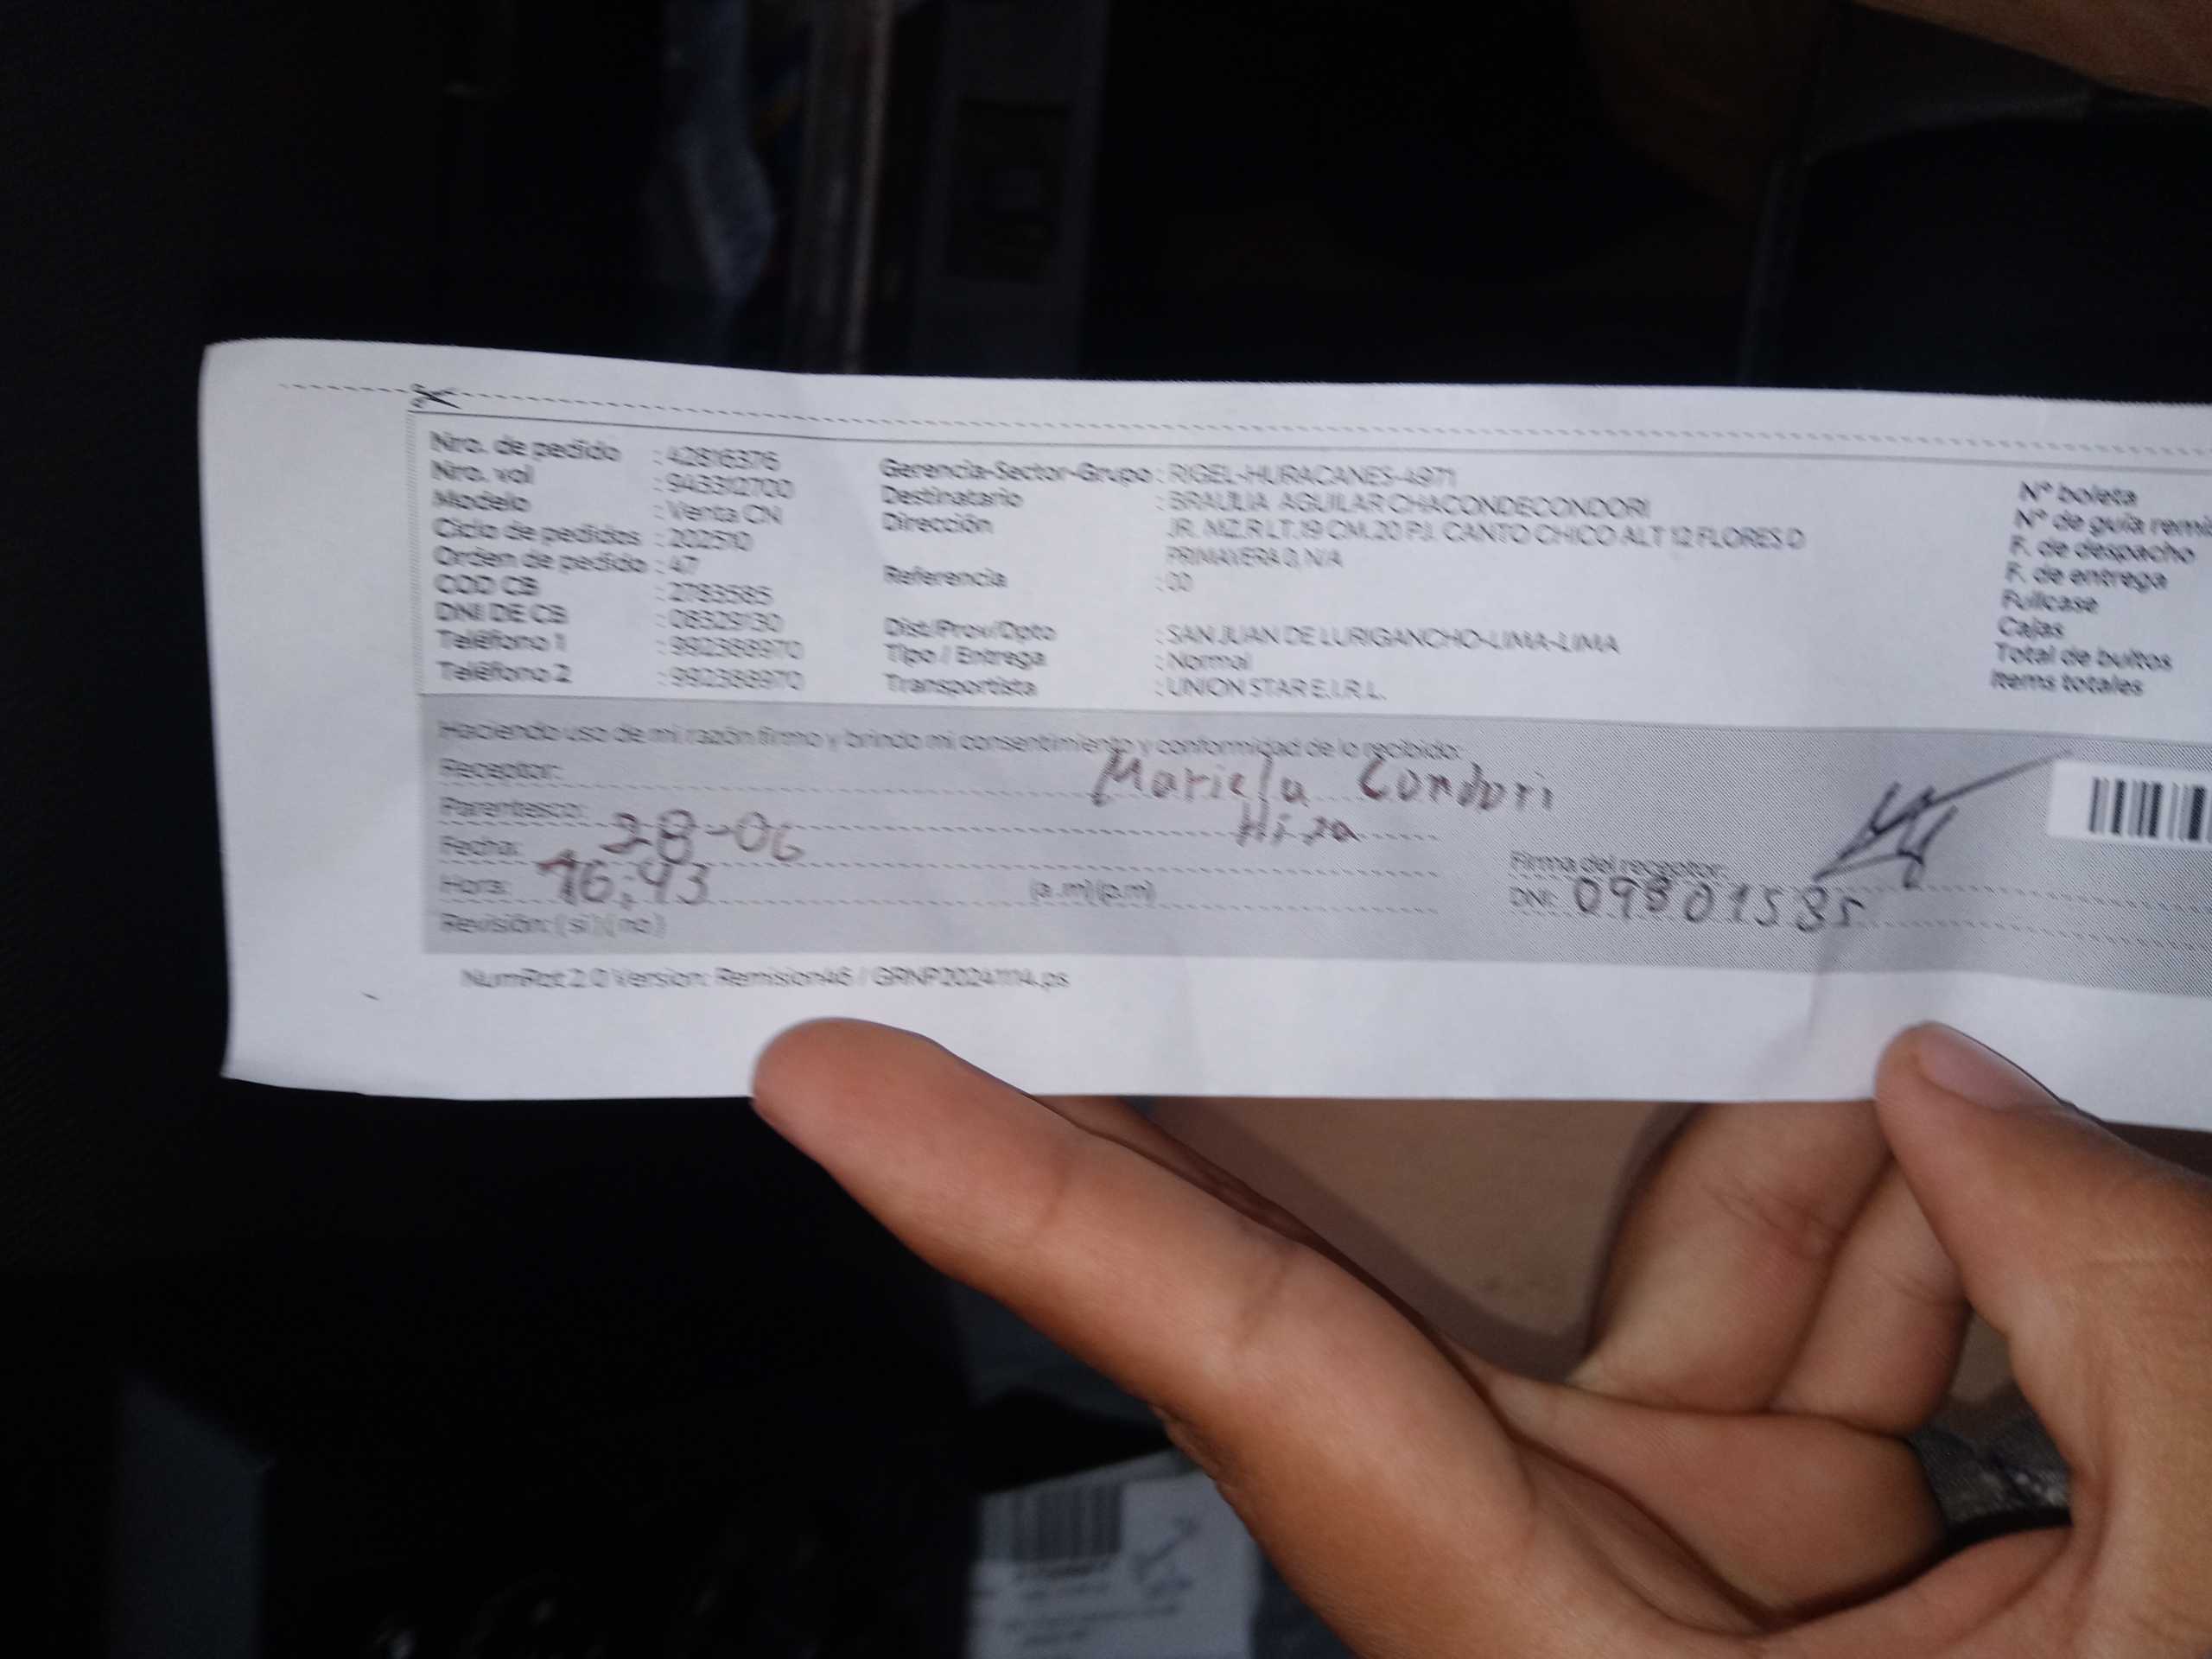 Nro. de pedido : 42816376
Nro. vol : 943312700
Modelo : Venta CN
Ciclo de pedidos : 202510
Orden de pedido : 47
COD CB : 2783585
DNI DE CB : 08329130
Teléfono 1 : 992388970
Teléfono 2 : 992388970
Gerencia-Sector-Grupo : RIGEL-HURACANES-4971
Destinatario : BRAULIA AGUILAR CHACONDECONDORI
Dirección : JR. MZ.R LT.19 CM.20 PJ. CANTO CHICO ALT 12 FLORES D
PRIMAVERA 0, N/A
Referencia : 00
Dist/Prov/Dpto : SAN JUAN DE LURIGANCHO-LIMA-LIMA
Tipo / Entrega : Normal
Transportista : UNION STAR E.I.R.L.
N° boleta
N° de guía remi
F. de despacho
F. de entrega
Fullcase
Cajas
Total de bultos
Items totales
Haciendo uso de mi razón firmo y brindo mi consentimiento y conformidad de lo recibido:
Receptor: Mariela Condori
Parentesco: Hija
Fecha: 28-06
Hora: 16:43 (a.m)(p.m)
Revisión: (si) (no)
Firma del receptor:
DNI: 09801585
NumRot 2.0 Version: Remision46 / GRNP20241114.ps